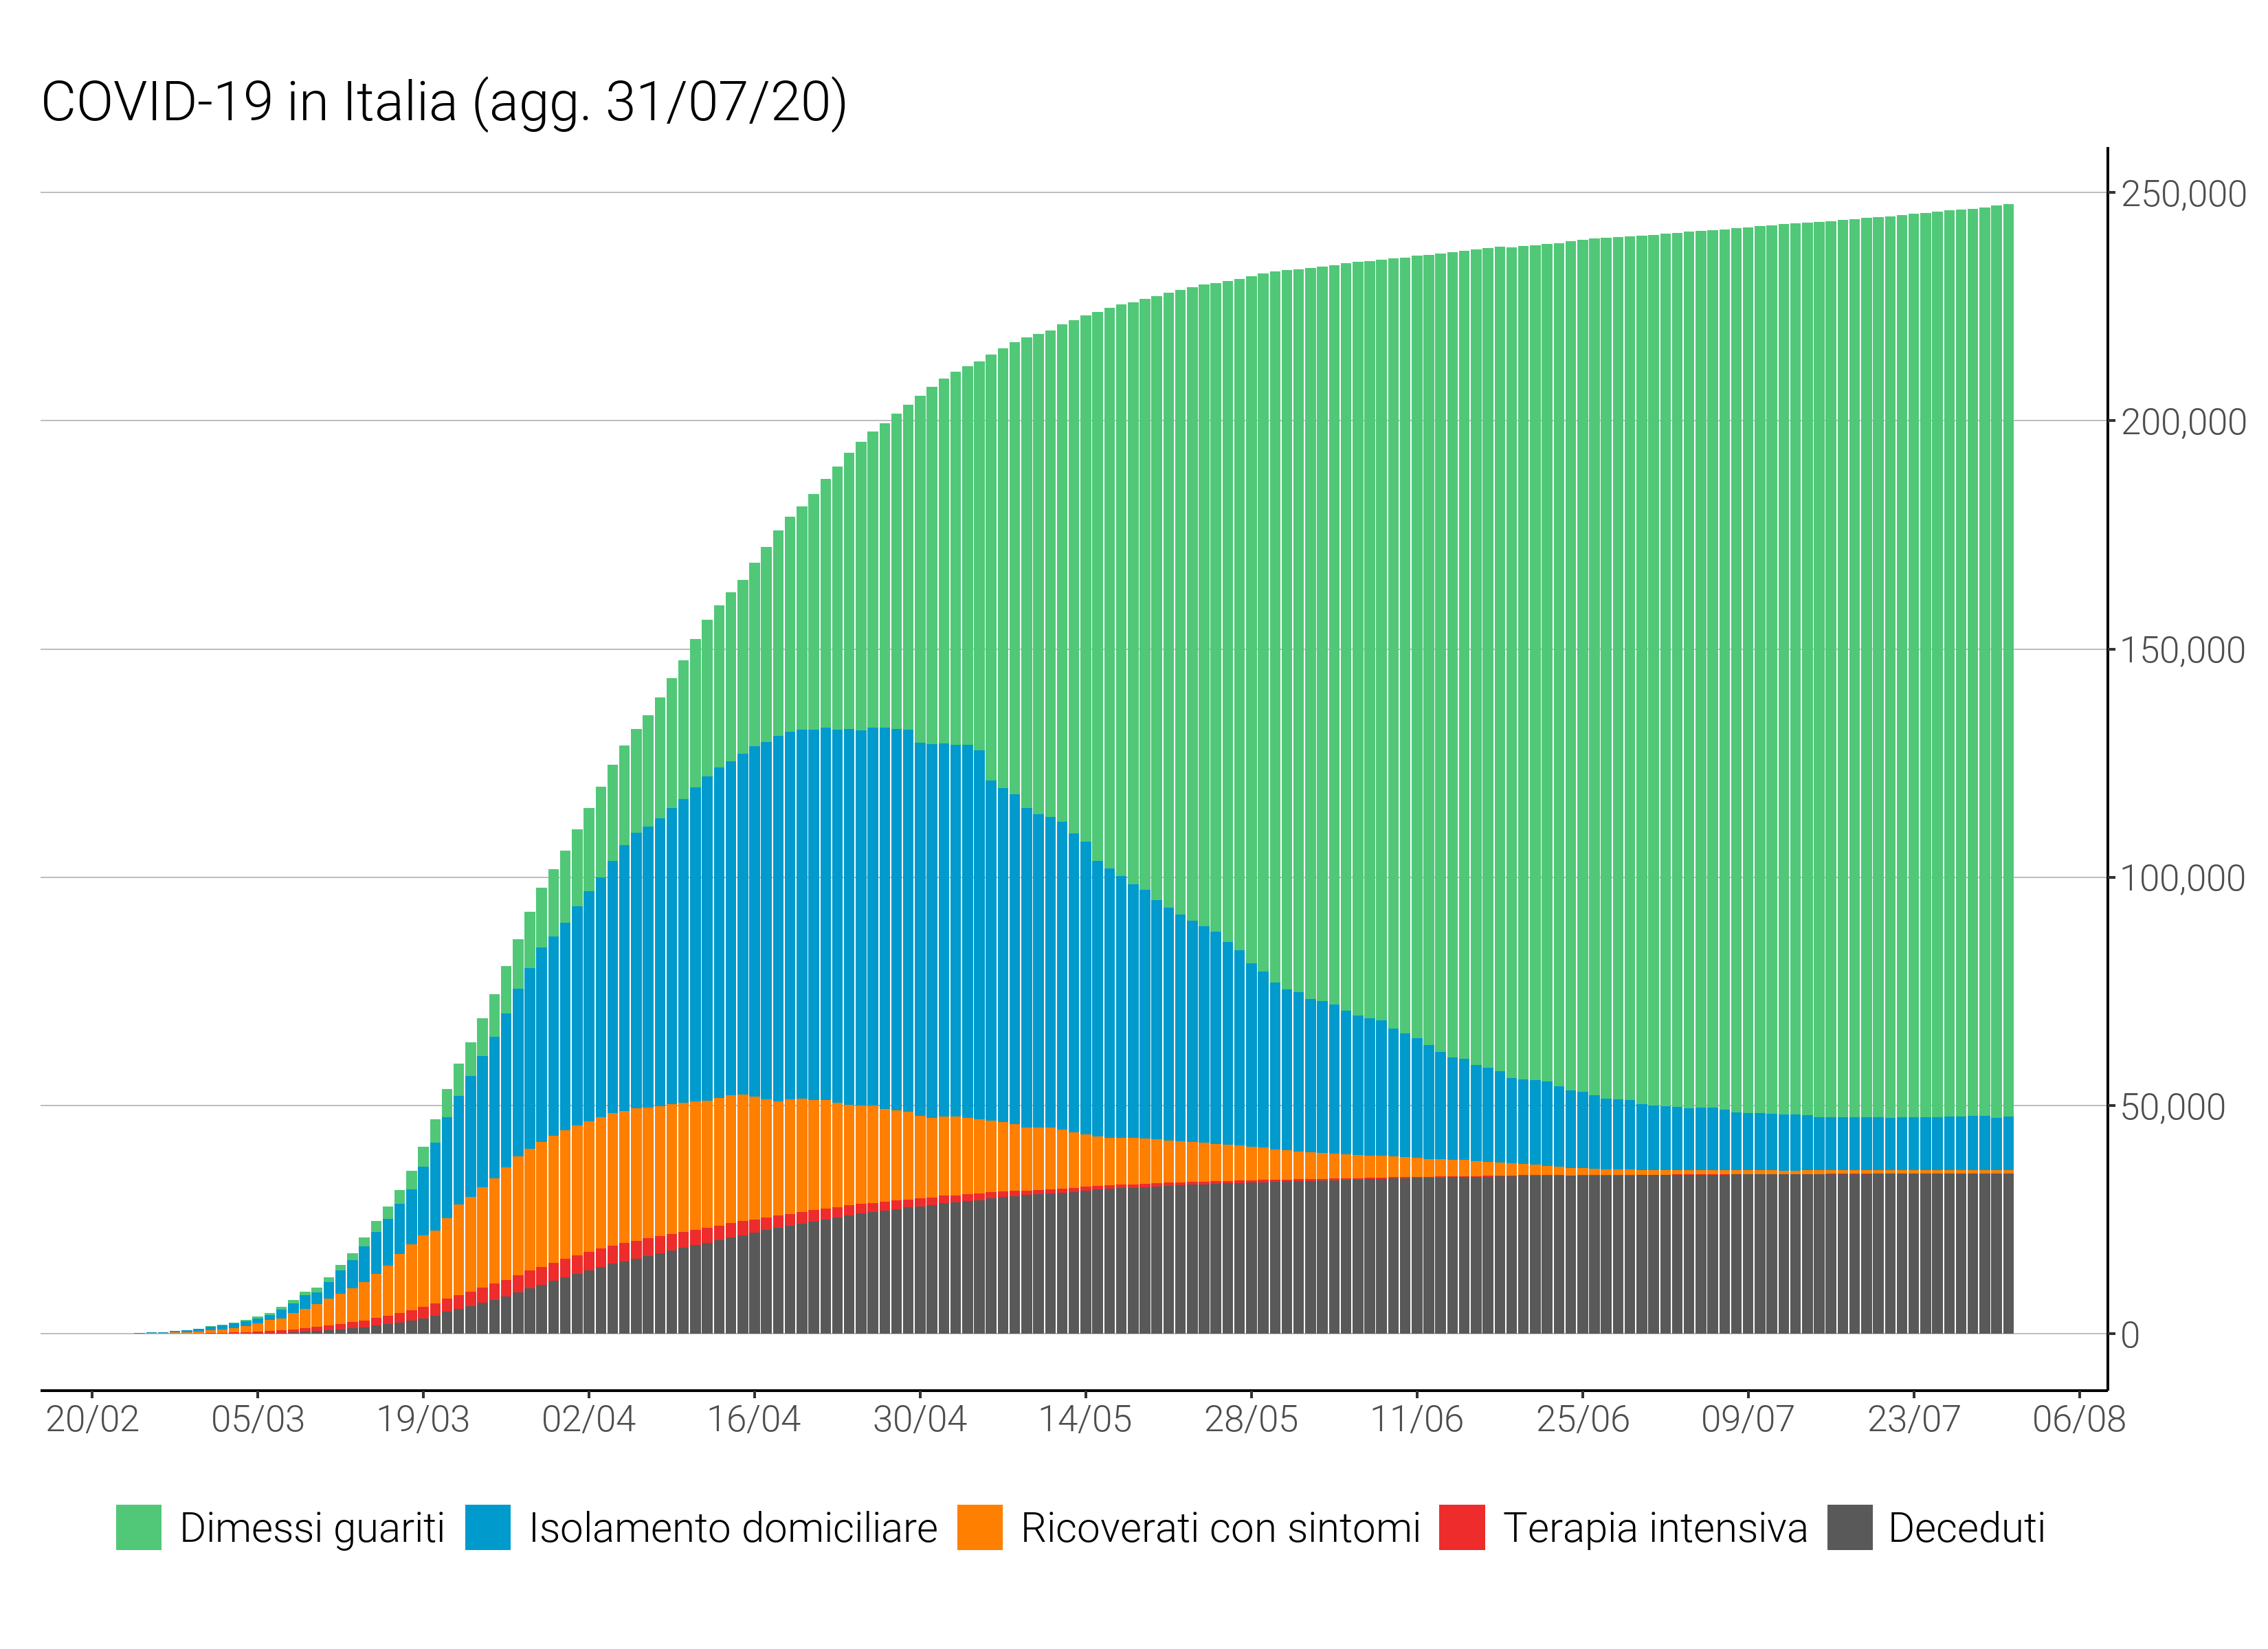 COVID-19 in Italia (agg. 31/07/20)
250,000
200,000
150,000
100,000
50,000
0
20/02 05/03 19/03 02/04 16/04 30/04 14/05 28/05 11/06 25/06 09/07 23/07 06/08
Dimessi guariti Isolamento domiciliare Ricoverati con sintomi Terapia intensiva Deceduti